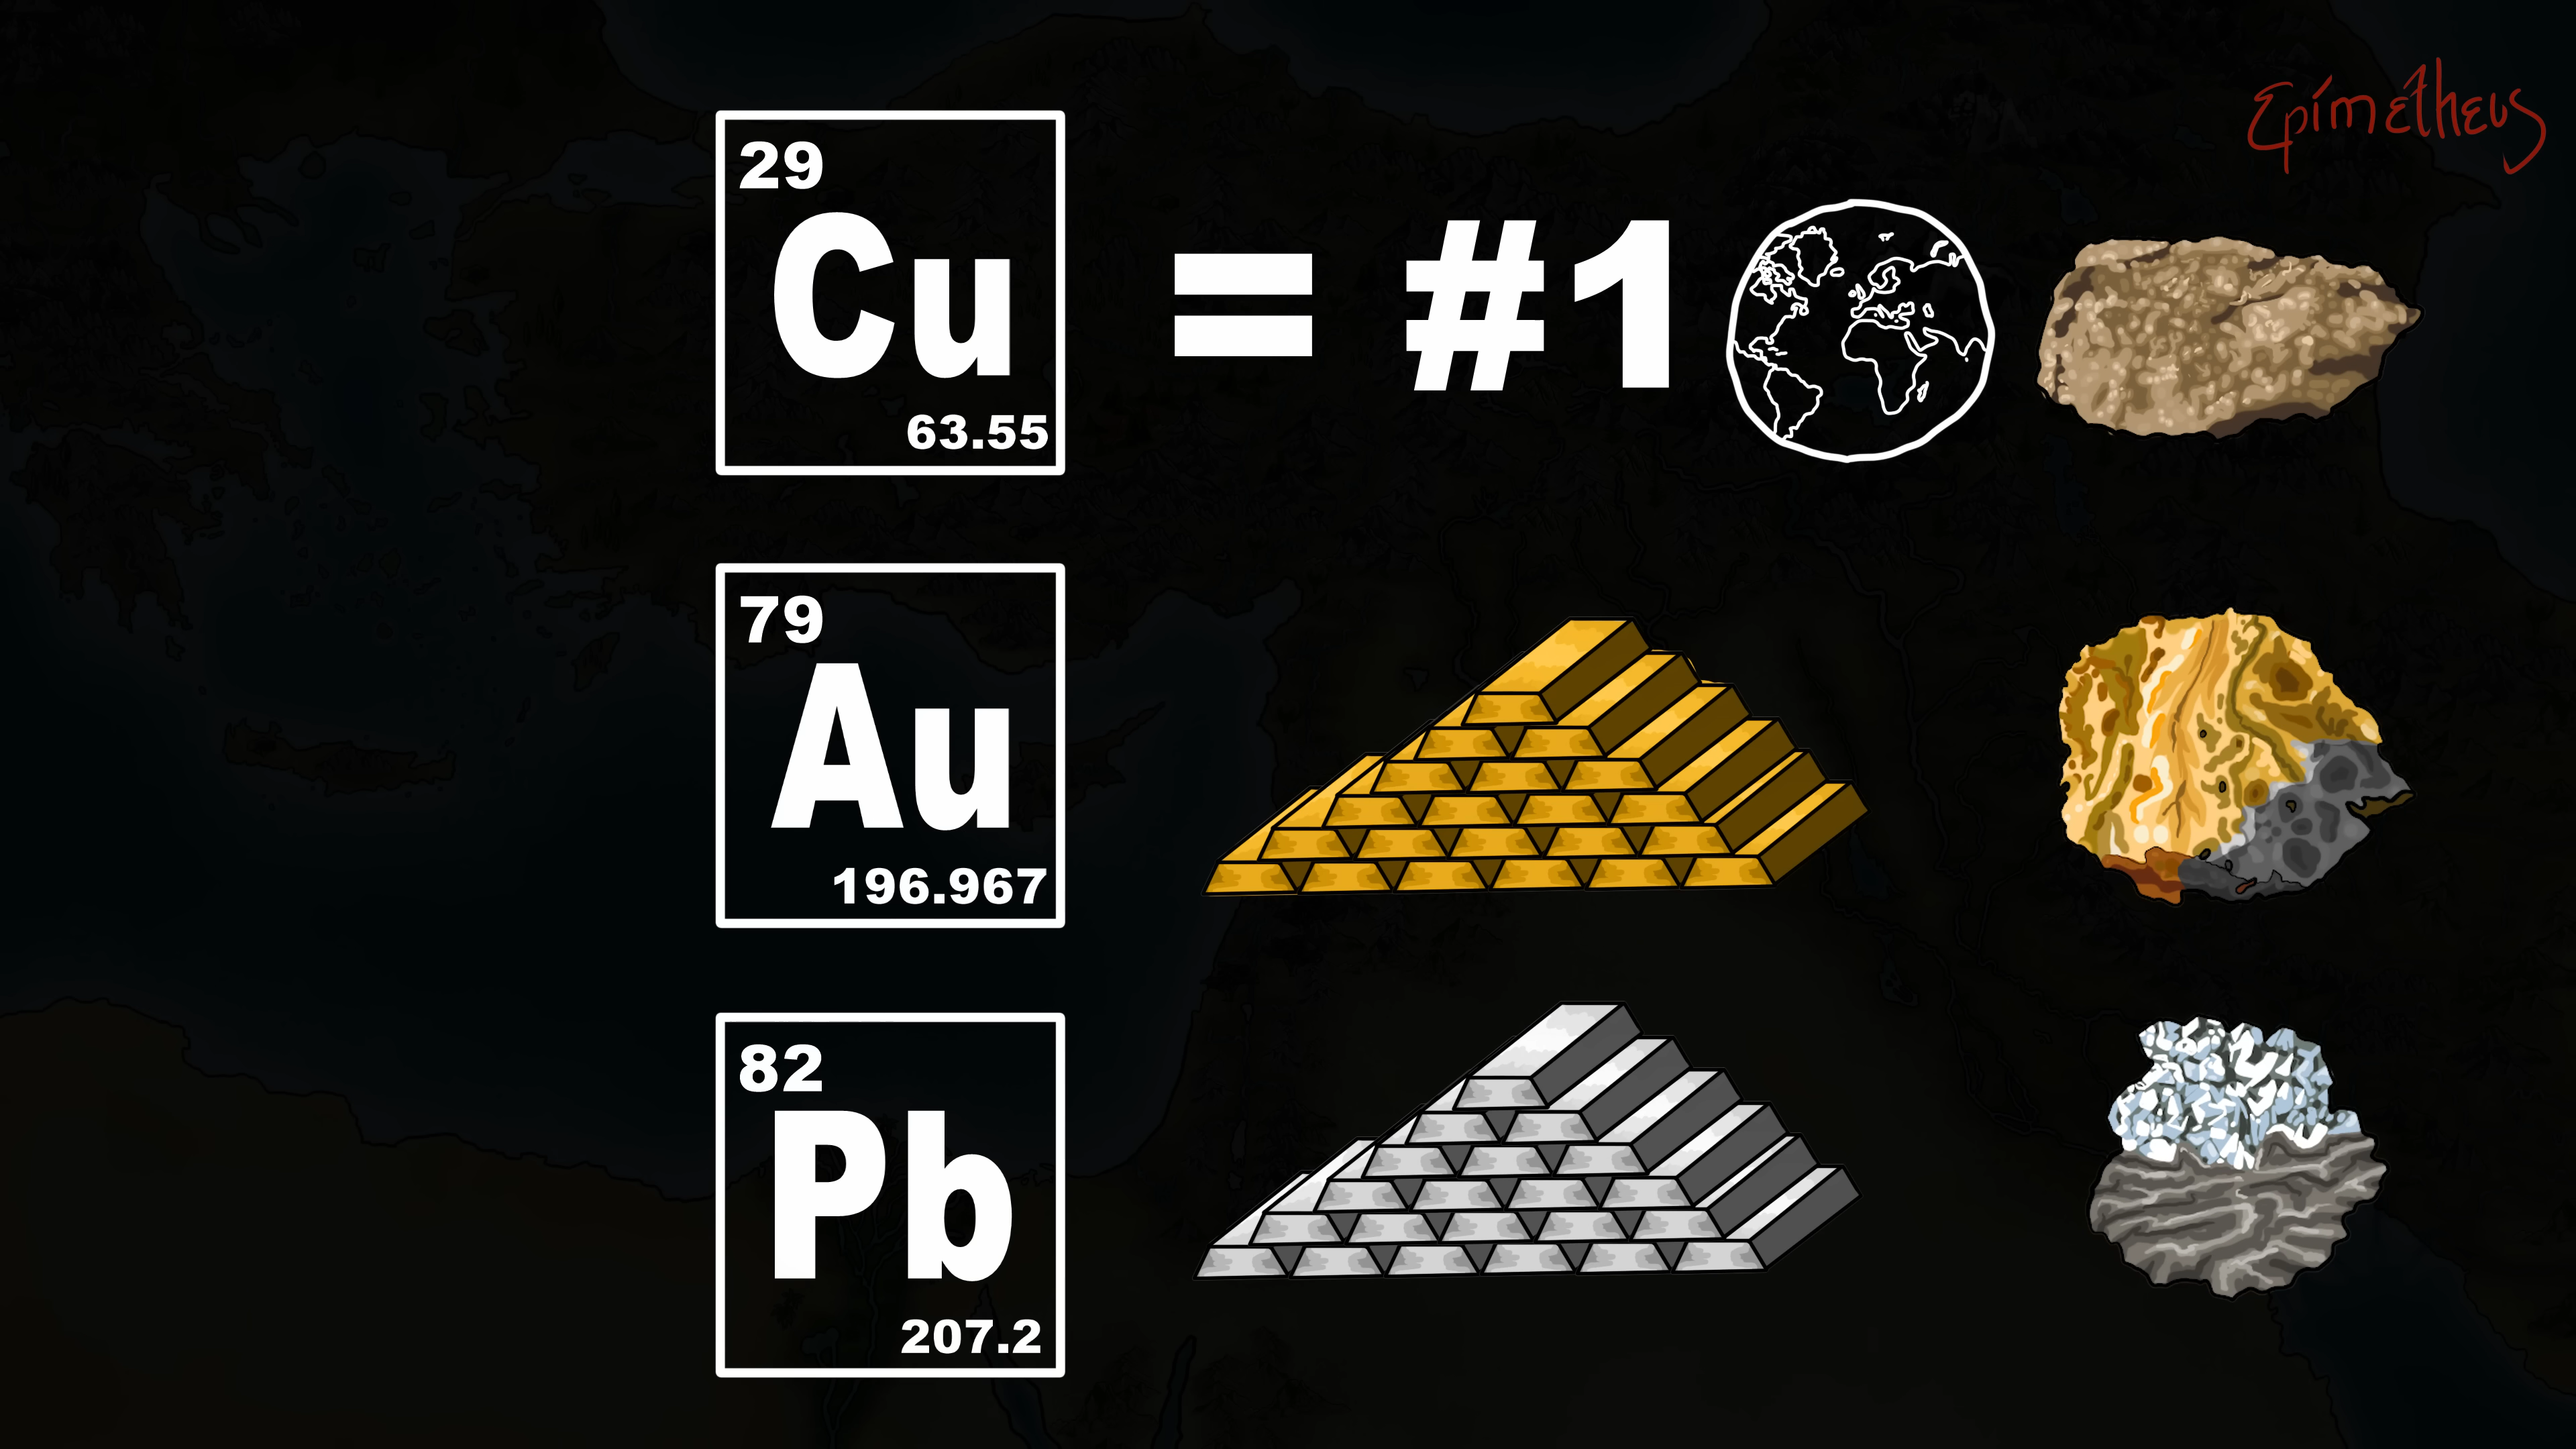 Epimetheus
29
Cu
63.55
= #1
79
Au
196.967
82
Pb
207.2